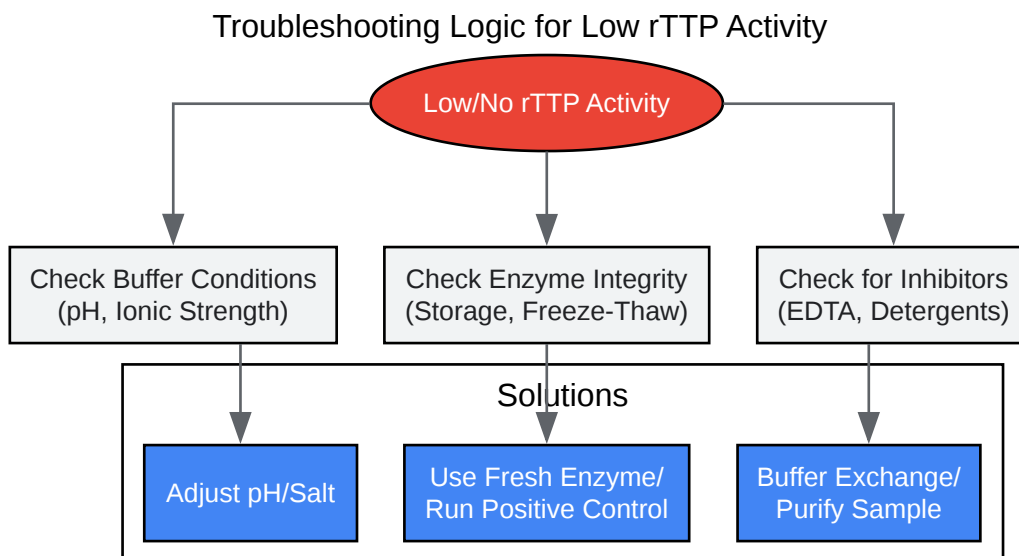 Troubleshooting Logic for Low rTTP Activity
Low/No rTTP Activity
Check Buffer Conditions
(pH, Ionic Strength)
Check Enzyme Integrity
(Storage, Freeze-Thaw)
Check for Inhibitors
(EDTA, Detergents)
Solutions
Adjust pH/Salt
Use Fresh Enzyme/
Run Positive Control
Buffer Exchange/
Purify Sample